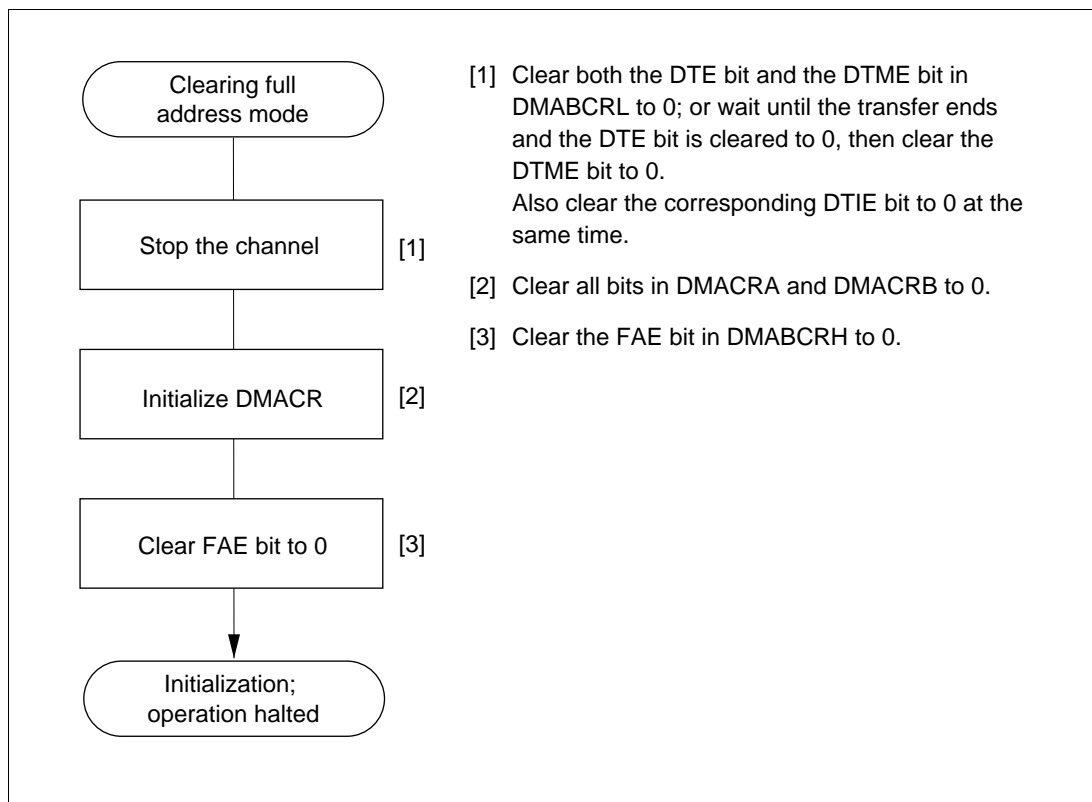 Clearing full
address mode
Stop the channel
[1]
Initialize DMACR
[2]
Clear FAE bit to 0
[3]
Initialization;
operation halted
[1] Clear both the DTE bit and the DTME bit in
DMABCRL to 0; or wait until the transfer ends
and the DTE bit is cleared to 0, then clear the
DTME bit to 0.
Also clear the corresponding DTIE bit to 0 at the
same time.
[2] Clear all bits in DMACRA and DMACRB to 0.
[3] Clear the FAE bit in DMABCRH to 0.